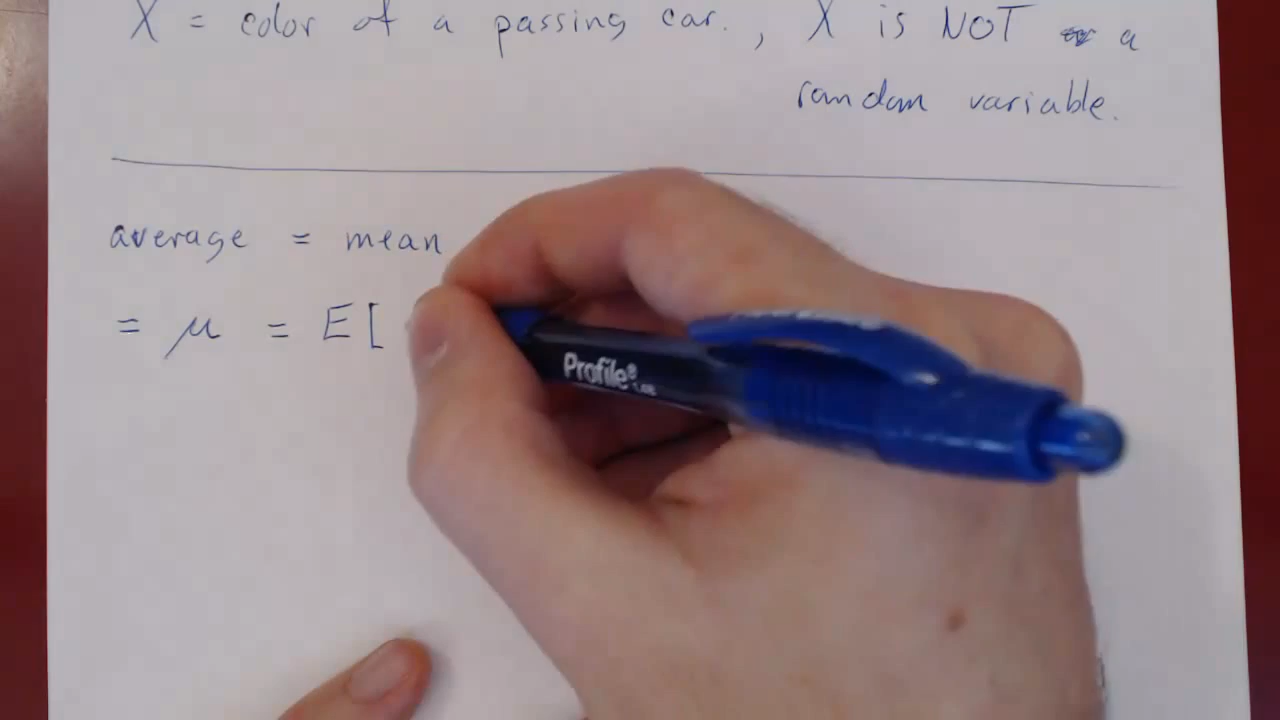 X = color of a passing car. , X is NOT a
random variable.
average = mean
= μ = E[
Profile®